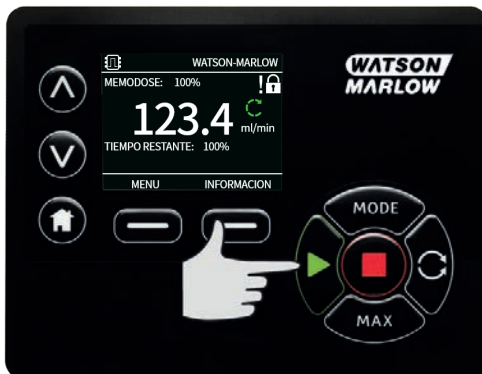 WATSON-MARLOW
MEMODOSE: 100%
!
123.4 ml/min
TIEMPO RESTANTE: 100%
MENU INFORMACION
WATSON
MARLOW
MODE
MAX